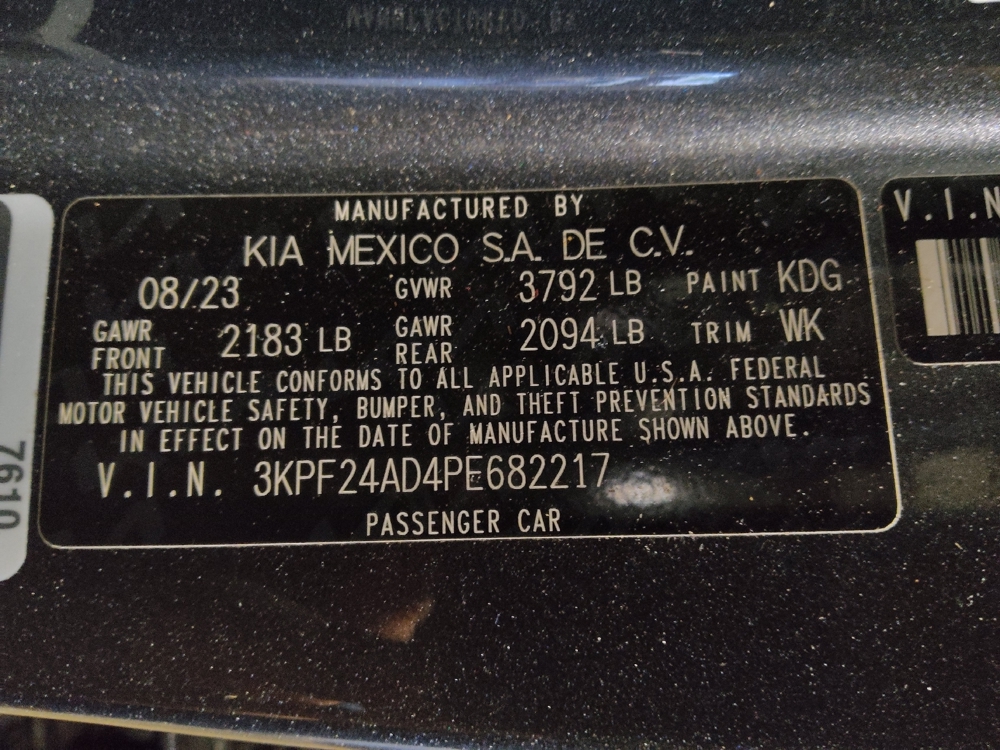 MANUFACTURED BY
KIA MEXICO S.A. DE C.V.
08/23 GVWR 3792 LB PAINT KDG
GAWR FRONT 2183 LB GAWR REAR 2094 LB TRIM WK
THIS VEHICLE CONFORMS TO ALL APPLICABLE U.S.A. FEDERAL
MOTOR VEHICLE SAFETY, BUMPER, AND THEFT PREVENTION STANDARDS
IN EFFECT ON THE DATE OF MANUFACTURE SHOWN ABOVE.
V.I.N. 3KPF24AD4PE682217
PASSENGER CAR
V.I.N
7610